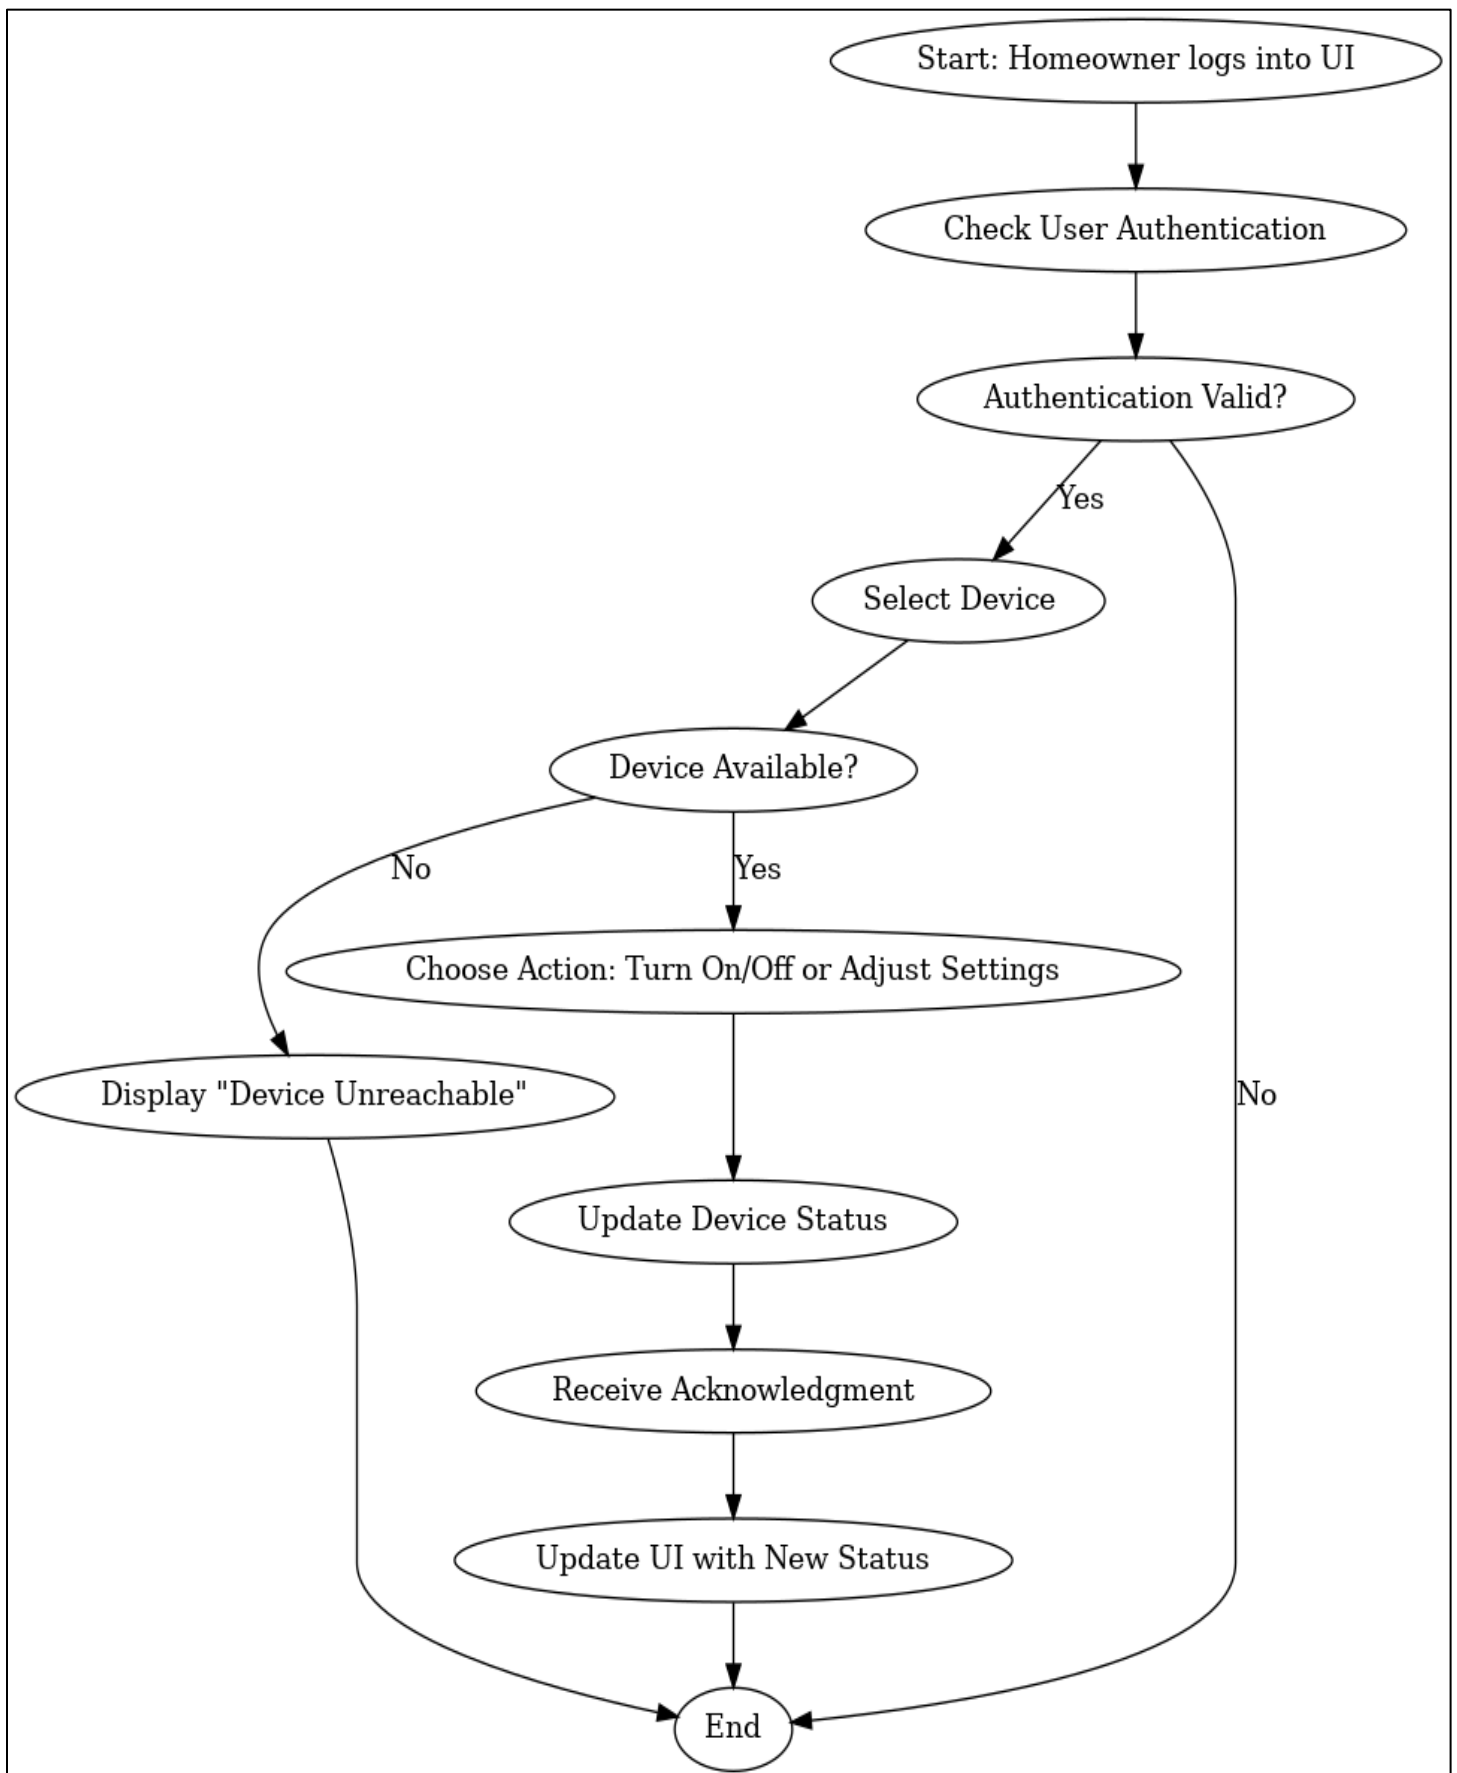 Start: Homeowner logs into UI
Check User Authentication
Authentication Valid?
Yes
Select Device
Device Available?
No
Yes
Choose Action: Turn On/Off or Adjust Settings
Display "Device Unreachable"
No
Update Device Status
Receive Acknowledgment
Update UI with New Status
End